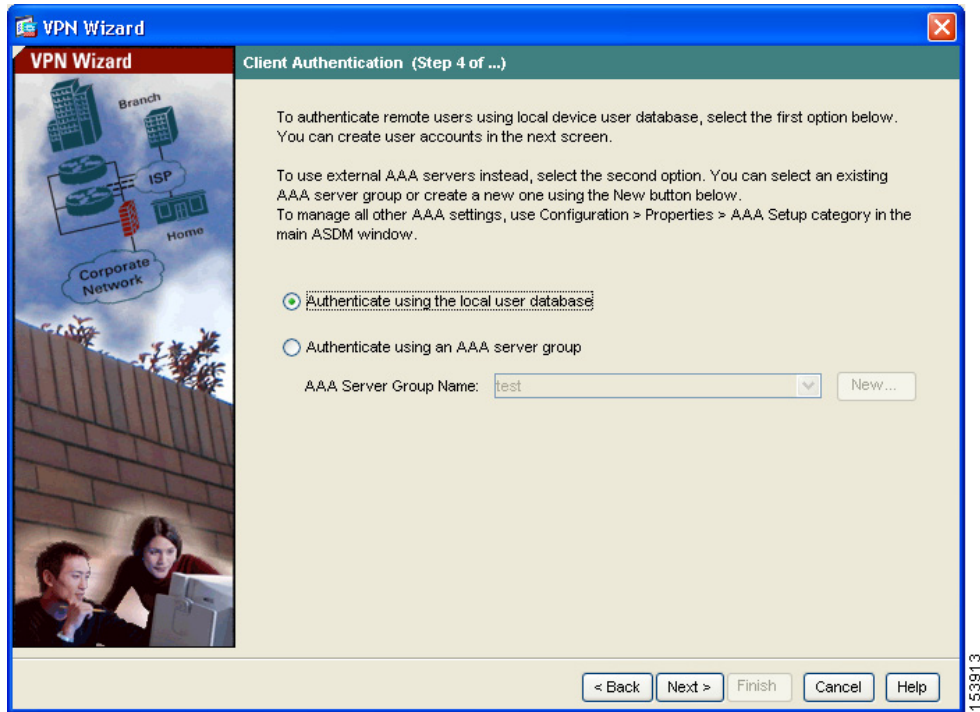 VPN Wizard
VPN Wizard
Client Authentication (Step 4 of ...)
Branch
ISP
Home
Corporate
Network
To authenticate remote users using local device user database, select the first option below.
You can create user accounts in the next screen.
To use external AAA servers instead, select the second option. You can select an existing
AAA server group or create a new one using the New button below.
To manage all other AAA settings, use Configuration > Properties > AAA Setup category in the
main ASDM window.
Authenticate using the local user database
Authenticate using an AAA server group
AAA Server Group Name: test New...
< Back Next > Finish Cancel Help
153913